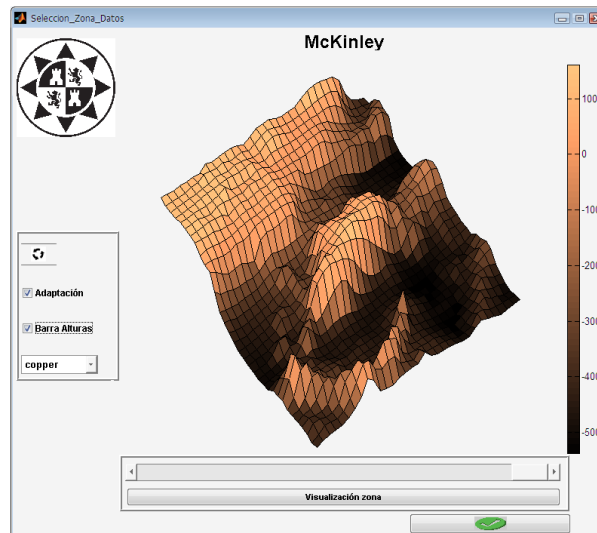 Seleccion_Zona_Datos
McKinley
100
0
-100
-200
-300
-400
-500
Adaptación
Barra Alturas
copper
Visualización zona